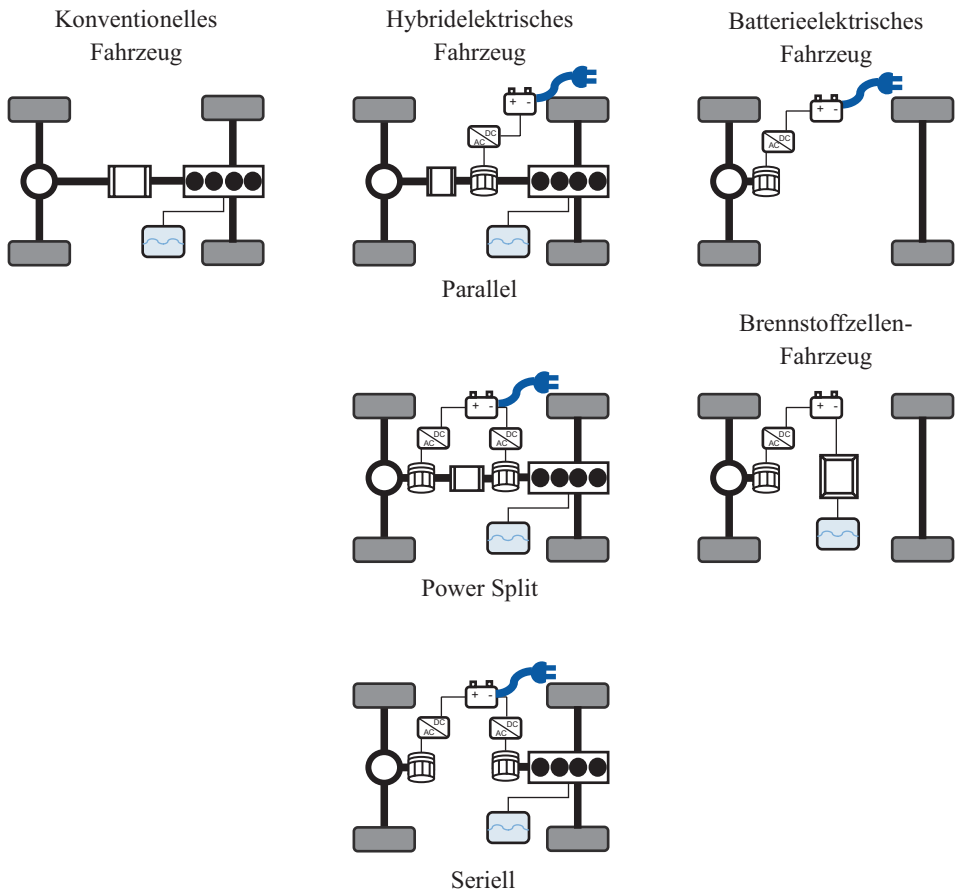 Konventionelles
Fahrzeug
Hybridelektrisches
Fahrzeug
Batterieelektrisches
Fahrzeug
+ -
DC
AC
+ -
DC
AC
Parallel
Brennstoffzellen-
Fahrzeug
+ -
DC
AC
DC
AC
+ -
DC
AC
Power Split
+ -
DC
AC
DC
AC
Seriell